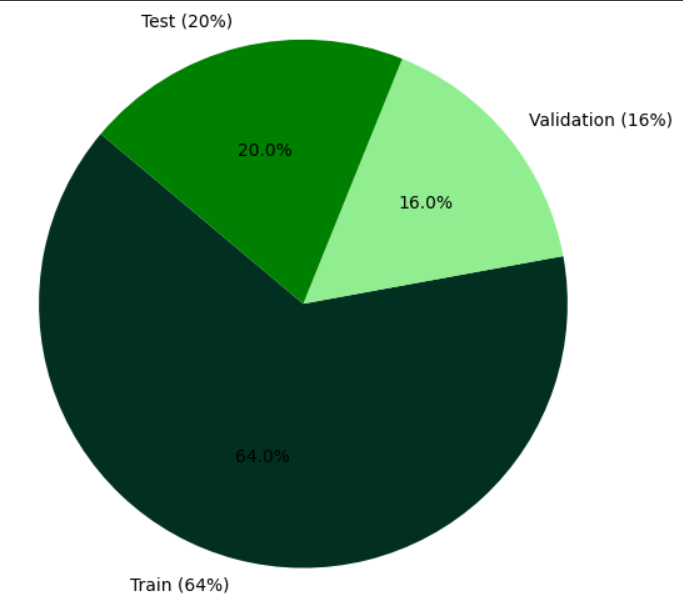 Test (20%)
Validation (16%)
20.0%
16.0%
64.0%
Train (64%)